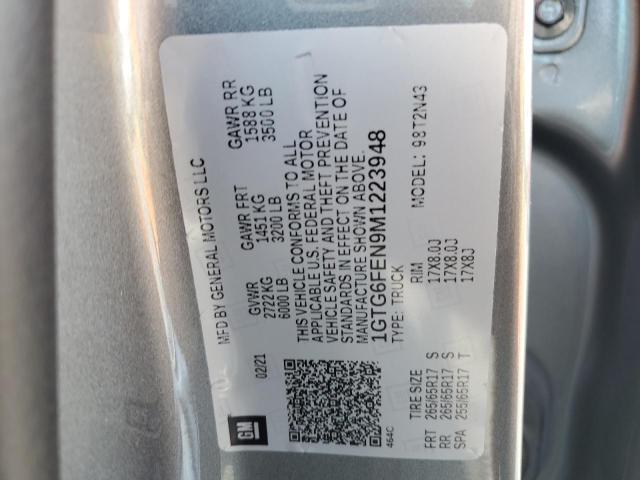 GM
02/21
MFD BY GENERAL MOTORS LLC
GVWR GAWR FRT GAWR RR
2722 KG 1451 KG 1588 KG
6000 LB 3200 LB 3500 LB
THIS VEHICLE CONFORMS TO ALL
APPLICABLE U.S. FEDERAL MOTOR
VEHICLE SAFETY AND THEFT PREVENTION
STANDARDS IN EFFECT ON THE DATE OF
MANUFACTURE SHOWN ABOVE.
1GTG6FEN9M1223948
464C
TYPE: TRUCK MODEL: 98T2N43
TIRE SIZE RIM
FRT 265/65R17 S 17X8.0J
RR 265/65R17 S 17X8.0J
SPA 255/65R17 T 17X8J